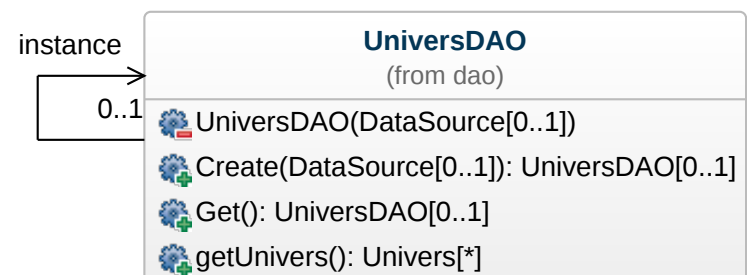 instance
UniversDAO
(from dao)
0..1
UniversDAO(DataSource[0..1])
Create(DataSource[0..1]): UniversDAO[0..1]
Get(): UniversDAO[0..1]
getUnivers(): Univers[*]